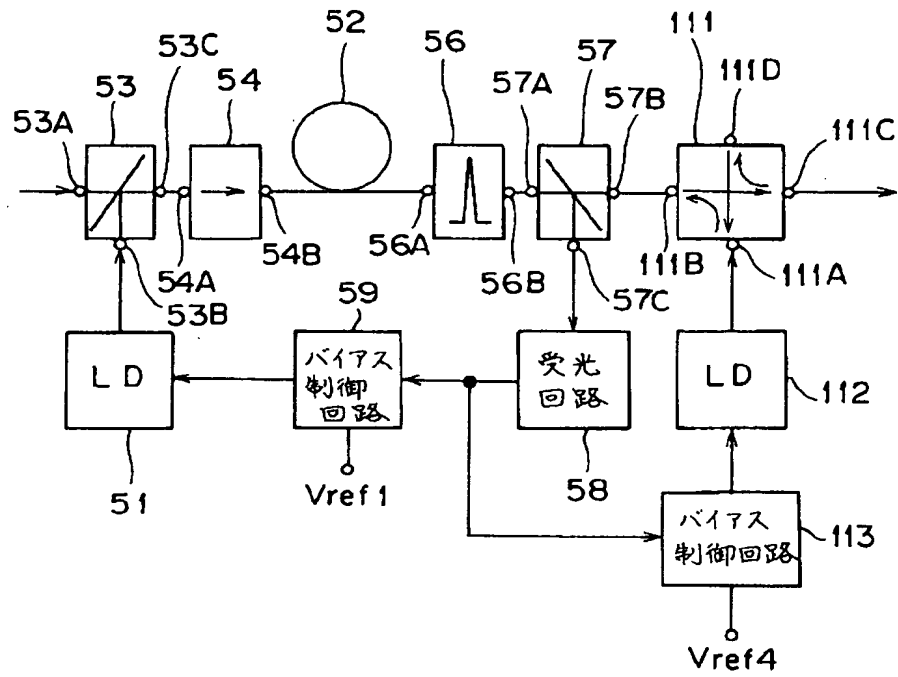 52
56
57
111
53C
53
54
57A
57B
111D
53A
111C
56A
54A
54B
56B
57C
111B
111A
53B
59
LD
バイアス
制御
回路
受光
回路
LD
112
51
Vref1
58
バイアス
制御回路
113
Vref4